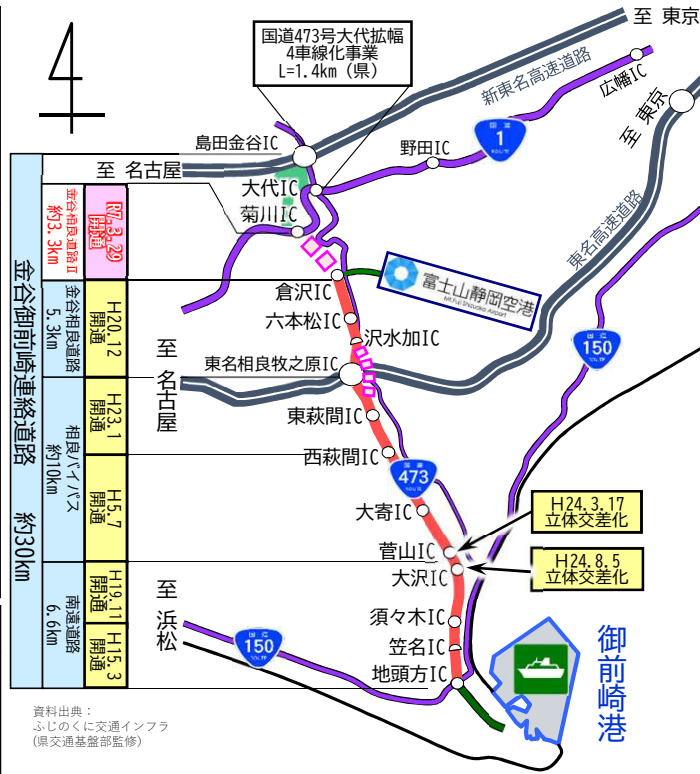 至 東京
国道473号大代拡幅
4車線化事業
L=1.4km（県）
新東名高速道路
広幡IC
至 東京
島田金谷IC
野田IC
国道
1
ROUTE
至 名古屋
大代IC
菊川IC
東名高速道路
金谷御前崎連絡道路 約30km
金谷相良道路Ⅱ
約3.3km
R7.3.29
開通
金谷相良道路
5.3km
H20.12
開通
相良バイパス
約10km
H23.1
開通
H5.7
開通
南遠道路
6.6km
H19.11
開通
H15.3
開通
富士山静岡空港
Mt.Fuji Shizuoka Airport
倉沢IC
六本松IC
沢水加IC
国道
150
至 名古屋
東名相良牧之原IC
東萩間IC
西萩間IC
国道
473
ROUTE
大寄IC
H24.3.17
立体交差化
菅山IC
大沢IC
H24.8.5
立体交差化
至 浜松
須々木IC
笠名IC
地頭方IC
国道
150
御前崎港
資料出典：
ふじのくに交通インフラ
(県交通基盤部監修)